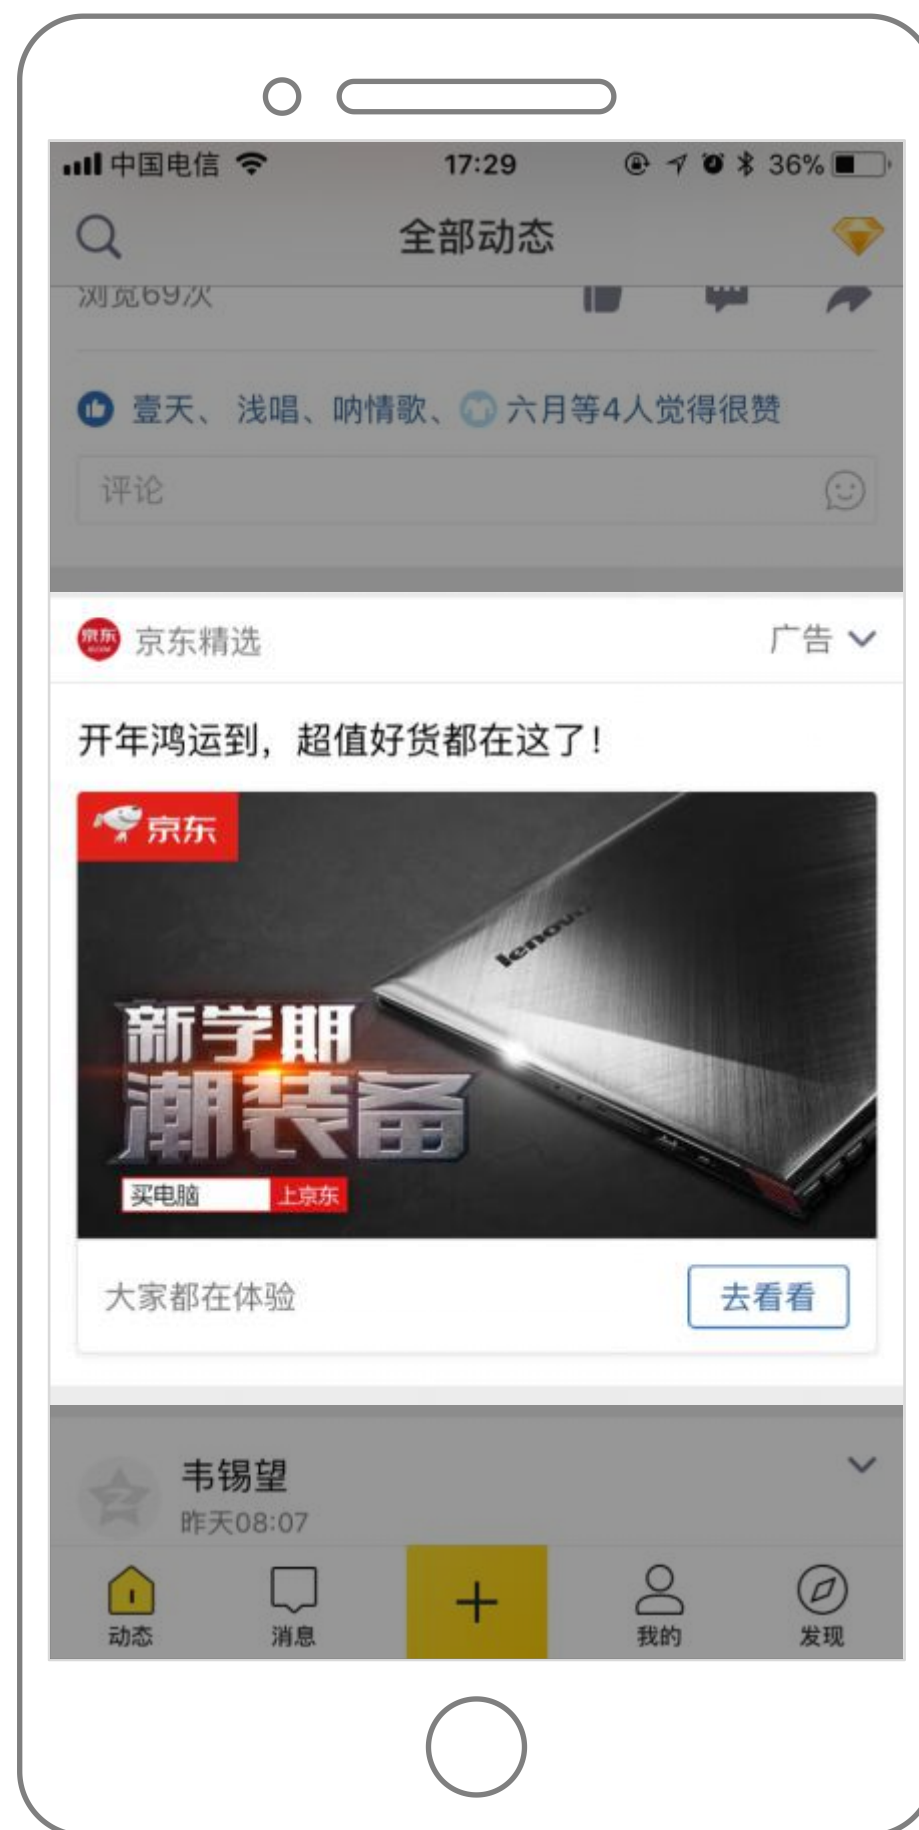 中国电信 17:29 36%
全部动态
浏览69次
壹天、 浅唱、呐情歌、 六月等4人觉得很赞
评论
京东 京东精选 广告
开年鸿运到，超值好货都在这了！
京东
lenovo
新学期
潮装备
买电脑 上京东
大家都在体验 去看看
韦锡望
昨天08:07
动态 消息 + 我的 发现